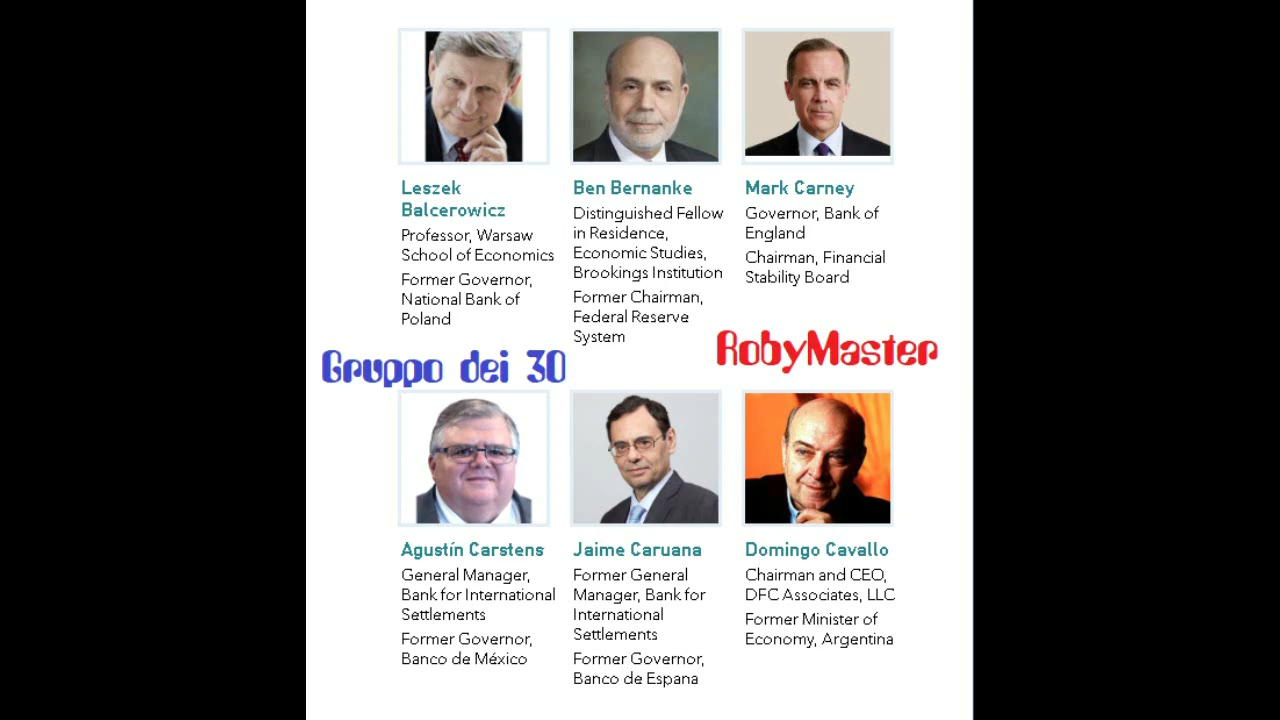 Leszek
Balcerowicz
Professor, Warsaw
School of Economics
Former Governor,
National Bank of
Poland
Ben Bernanke
Distinguished Fellow
in Residence,
Economic Studies,
Brookings Institution
Former Chairman,
Federal Reserve
System
Mark Carney
Governor, Bank of
England
Chairman, Financial
Stability Board
Gruppo dei 30
RobyMaster
Agustín Carstens
General Manager,
Bank for International
Settlements
Former Governor,
Banco de México
Jaime Caruana
Former General
Manager, Bank for
International
Settlements
Former Governor,
Banco de Espana
Domingo Cavallo
Chairman and CEO,
DFC Associates, LLC
Former Minister of
Economy, Argentina